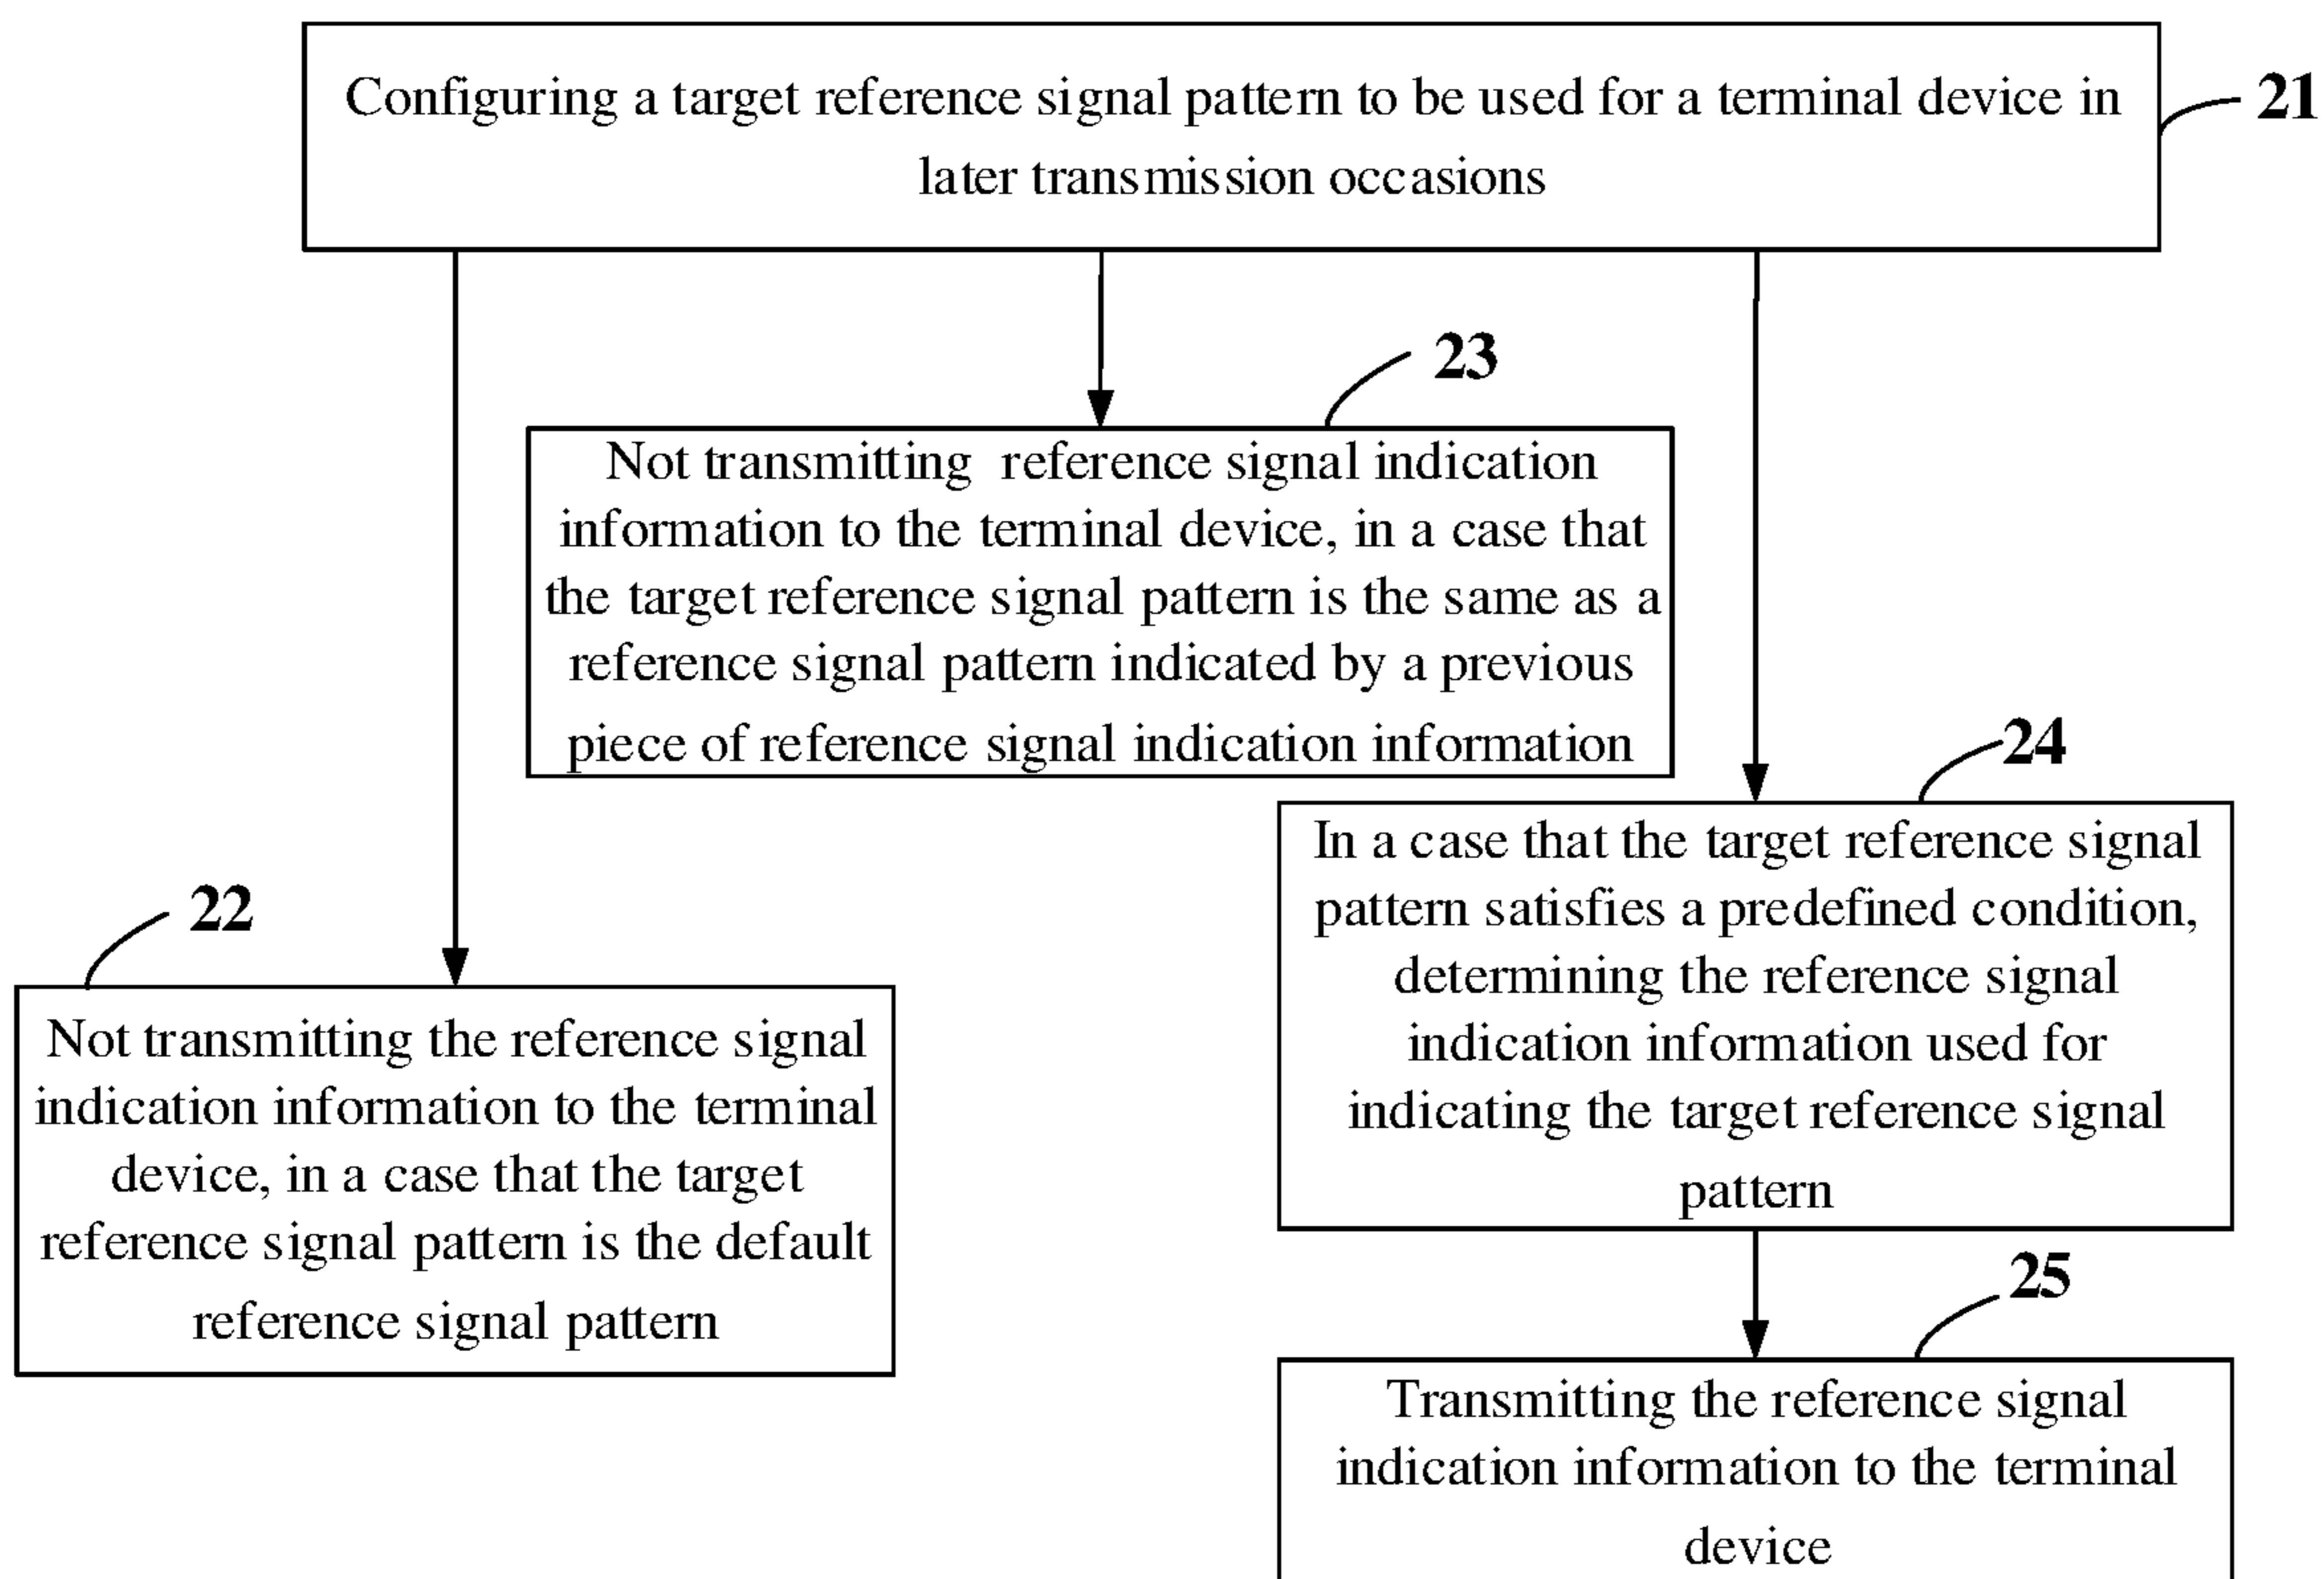 Configuring a target reference signal pattern to be used for a terminal device in
later transmission occasions
21
23
Not transmitting reference signal indication
information to the terminal device, in a case that
the target reference signal pattern is the same as a
reference signal pattern indicated by a previous
piece of reference signal indication information
24
In a case that the target reference signal
pattern satisfies a predefined condition,
determining the reference signal
indication information used for
indicating the target reference signal
pattern
22
Not transmitting the reference signal
indication information to the terminal
device, in a case that the target
reference signal pattern is the default
reference signal pattern
25
Transmitting the reference signal
indication information to the terminal
device